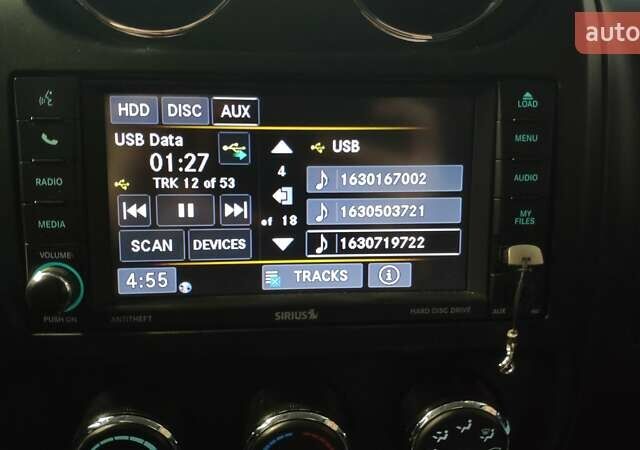 auto
HDD DISC AUX
USB Data
01:27
TRK 12 of 53
SCAN DEVICES
4:55
4
of 18
USB
1630167002
1630503721
1630719722
TRACKS
RADIO
MEDIA
VOLUME
PUSH ON
LOAD
MENU
AUDIO
MY
FILES
ANTITHEFT
SIRIUS
HARD DISC DRIVE
AUX